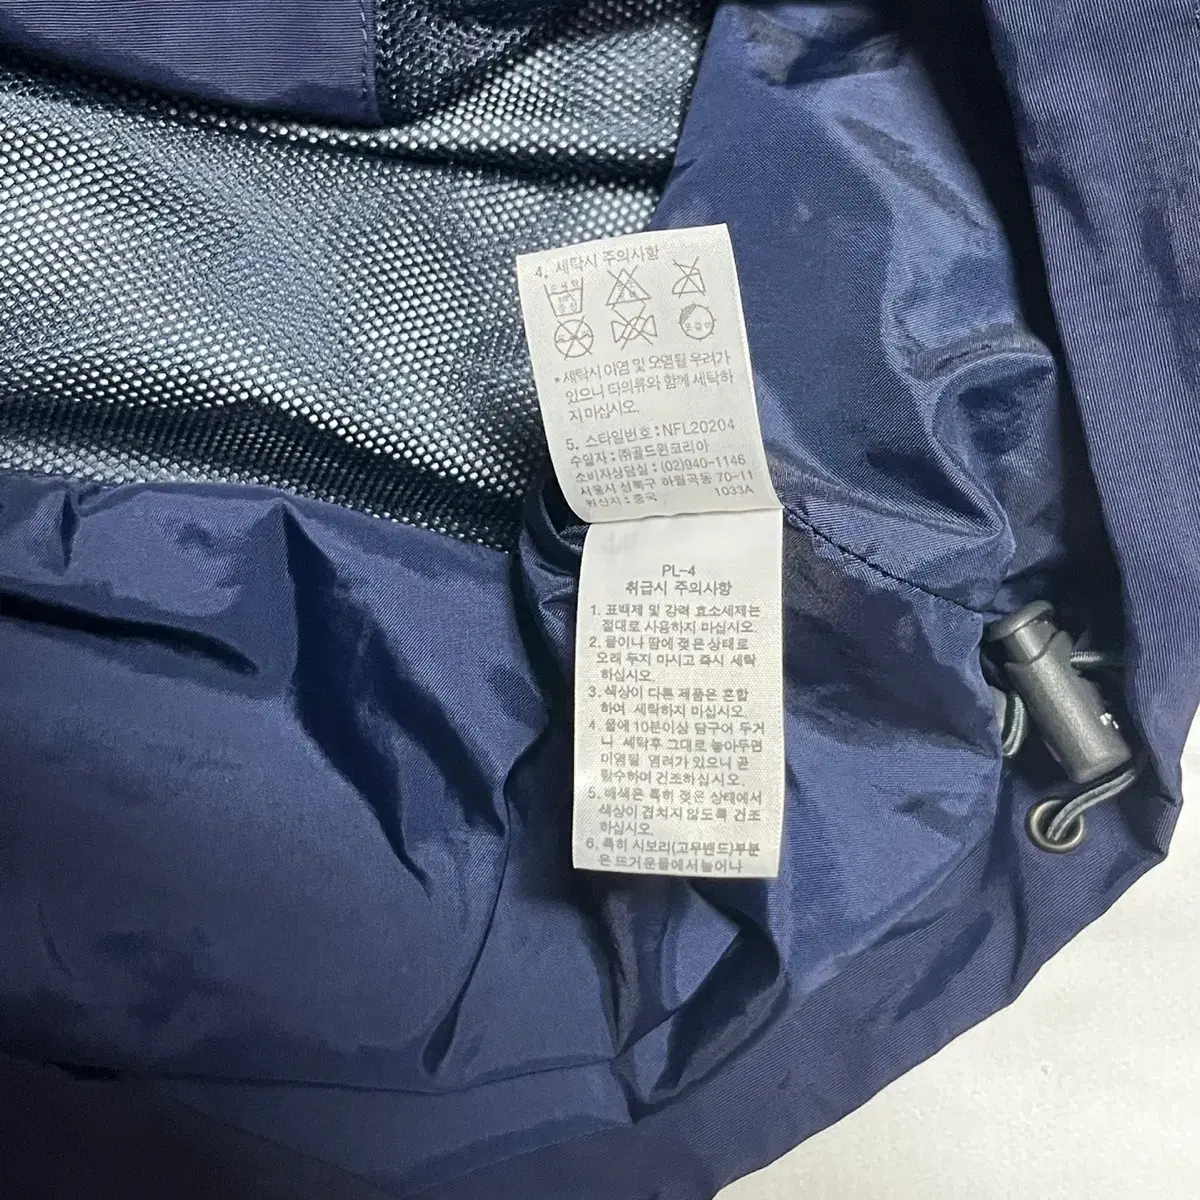 4. 세탁시 주의사항
* 세탁시 이염 및 오염될 우려가
있으니 다의류와 함께 세탁하
지 마십시오.
5. 스타일번호 : NFL20204
수입자 : ㈜골드윈코리아
소비자상담실 : (02)940-1146
서울시 성북구 하월곡동 70-11
원산지 : 중국 1033A
PL-4
취급시 주의사항
1. 표백제 및 강력 효소세제는
절대로 사용하지 마십시오.
2. 물이나 땀에 젖은 상태로
오래 두지 마시고 즉시 세탁
하십시오.
3. 색상이 다른 제품은 혼합
하여 세탁하지 마십시오.
4. 물에 10분이상 담구어 두거
나 세탁후 그대로 놓아두면
이염될 염려가 있으니 곧
탈수하여 건조하십시오.
5. 배색은 특히 젖은 상태에서
색상이 겹치지 않도록 건조
하십시오.
6. 특히 시보리(고무밴드)부분
은 뜨거운물에서늘어나